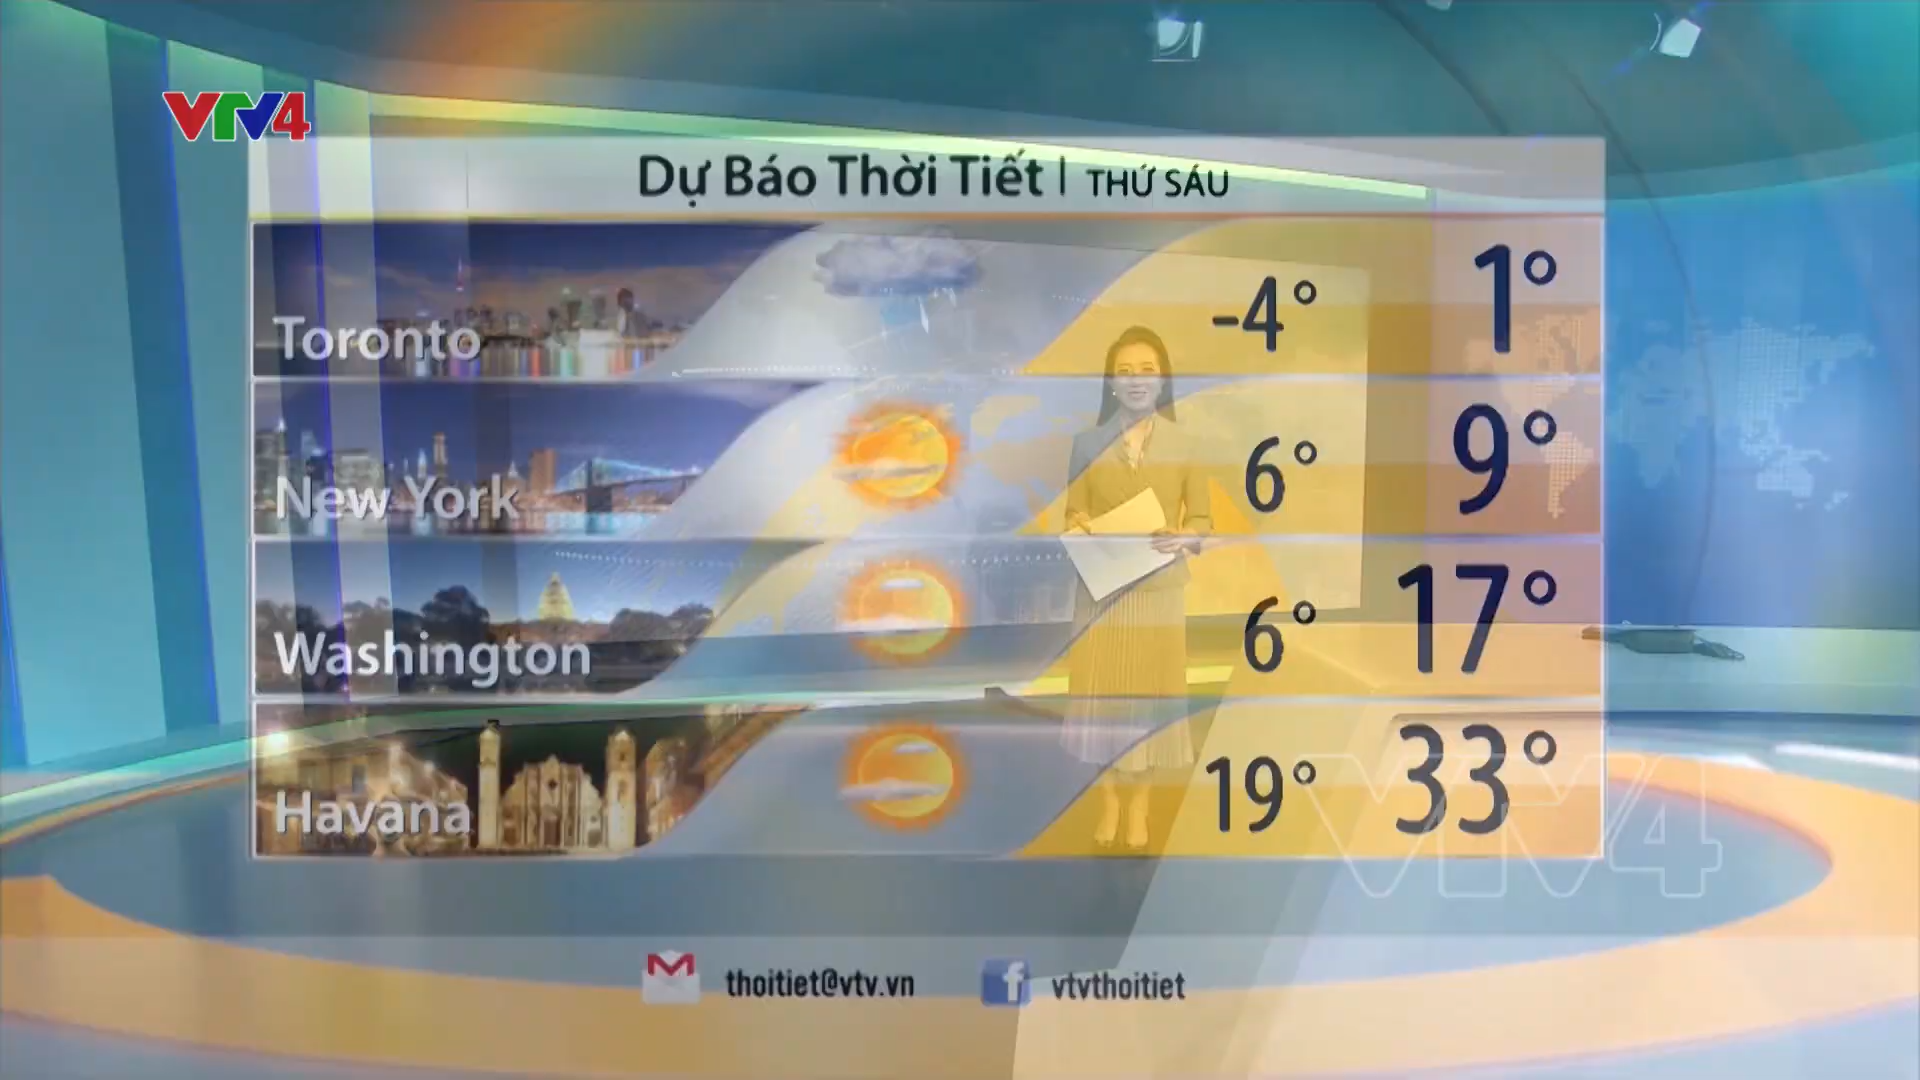 VTV4
Dự Báo Thời Tiết | THỨ SÁU
Toronto -4° 1°
New York 6° 9°
Washington 6° 17°
Havana 19° 33°
VTV4
thoitiet@vtv.vn vtvthoitiet